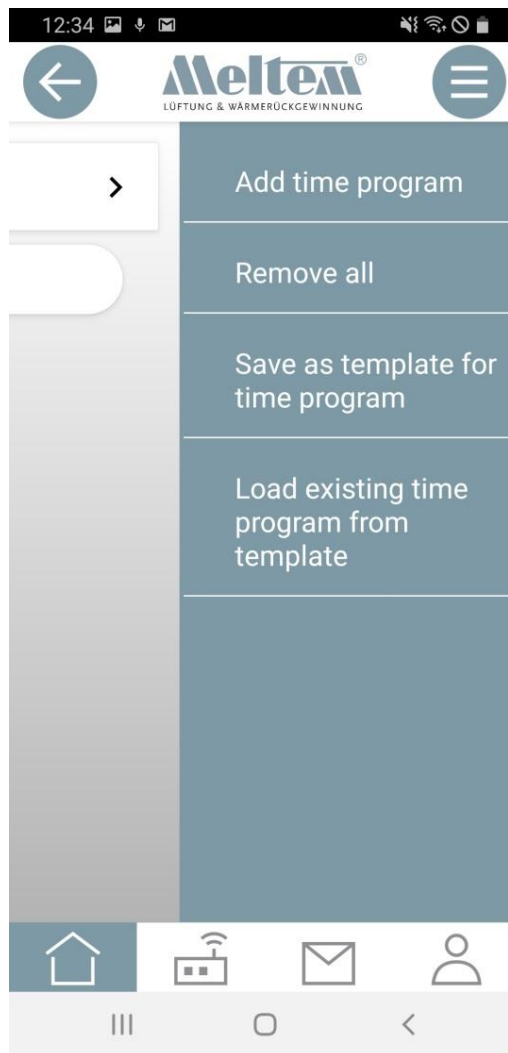 12:34
Meltem®
LÜFTUNG & WÄRMERÜCKGEWINNUNG
Add time program
Remove all
Save as template for
time program
Load existing time
program from
template